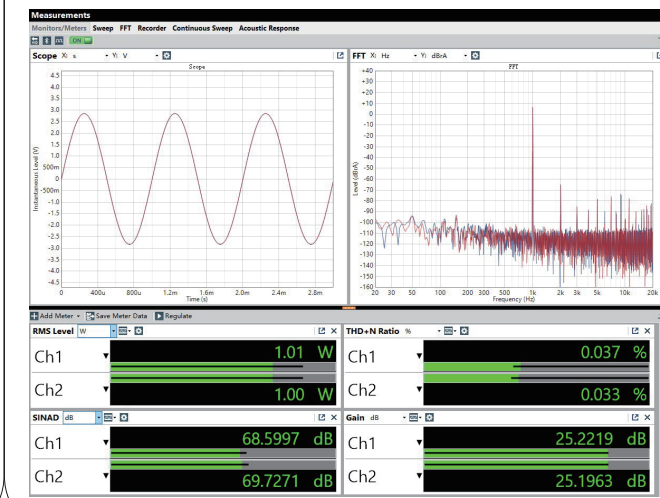 Measurements
Monitors/Meters Sweep FFT Recorder Continuous Sweep Acoustic Response
ON
Scope X: s Y: V
Scope
4.5
4.0
3.5
3.0
2.5
2.0
1.5
1.0
500m
0
-500m
-1.0
-1.5
-2.0
-2.5
-3.0
-3.5
-4.0
-4.5
Instantaneous Level (V)
0 400u 800u 1.2m 1.6m 2.0m 2.4m 2.8m
Time (s)
FFT X: Hz Y: dBrA
FFT
+40
+30
+20
+10
0
-10
-20
-30
-40
-50
-60
-70
-80
-90
-100
-110
-120
-130
-140
-150
-160
Level (dBrA)
20 30 50 100 200 300 500 1k 2k 3k 5k 10k 20k
Frequency (Hz)
Add Meter Save Meter Data Regulate
RMS Level W
Ch1 1.01 W
Ch2 1.00 W
THD+N Ratio %
Ch1 0.037 %
Ch2 0.033 %
SINAD dB
Ch1 68.5997 dB
Ch2 69.7271 dB
Gain dB
Ch1 25.2219 dB
Ch2 25.1963 dB